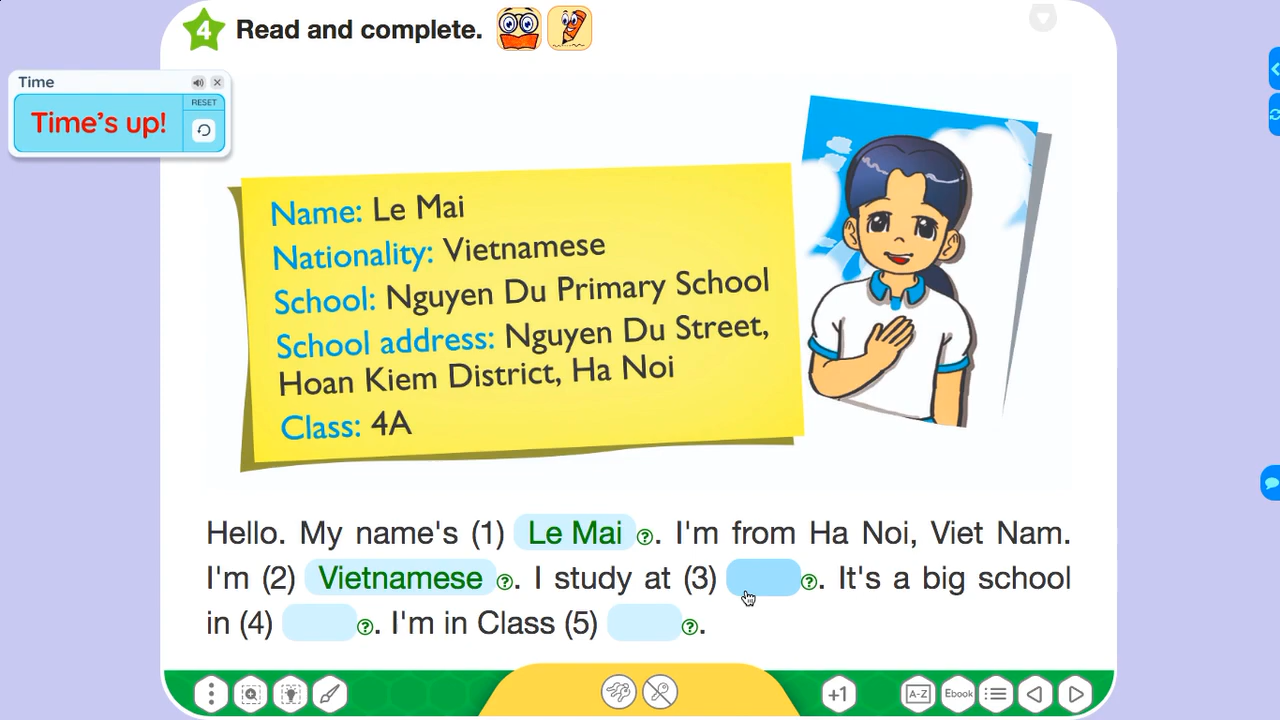 4 Read and complete.
Time
Time's up!
RESET
Name: Le Mai
Nationality: Vietnamese
School: Nguyen Du Primary School
School address: Nguyen Du Street,
Hoan Kiem District, Ha Noi
Class: 4A
Hello. My name's (1) Le Mai ?. I'm from Ha Noi, Viet Nam.
I'm (2) Vietnamese ?. I study at (3) ?. It's a big school
in (4) ?. I'm in Class (5) ?.
+1
A-Z
Ebook